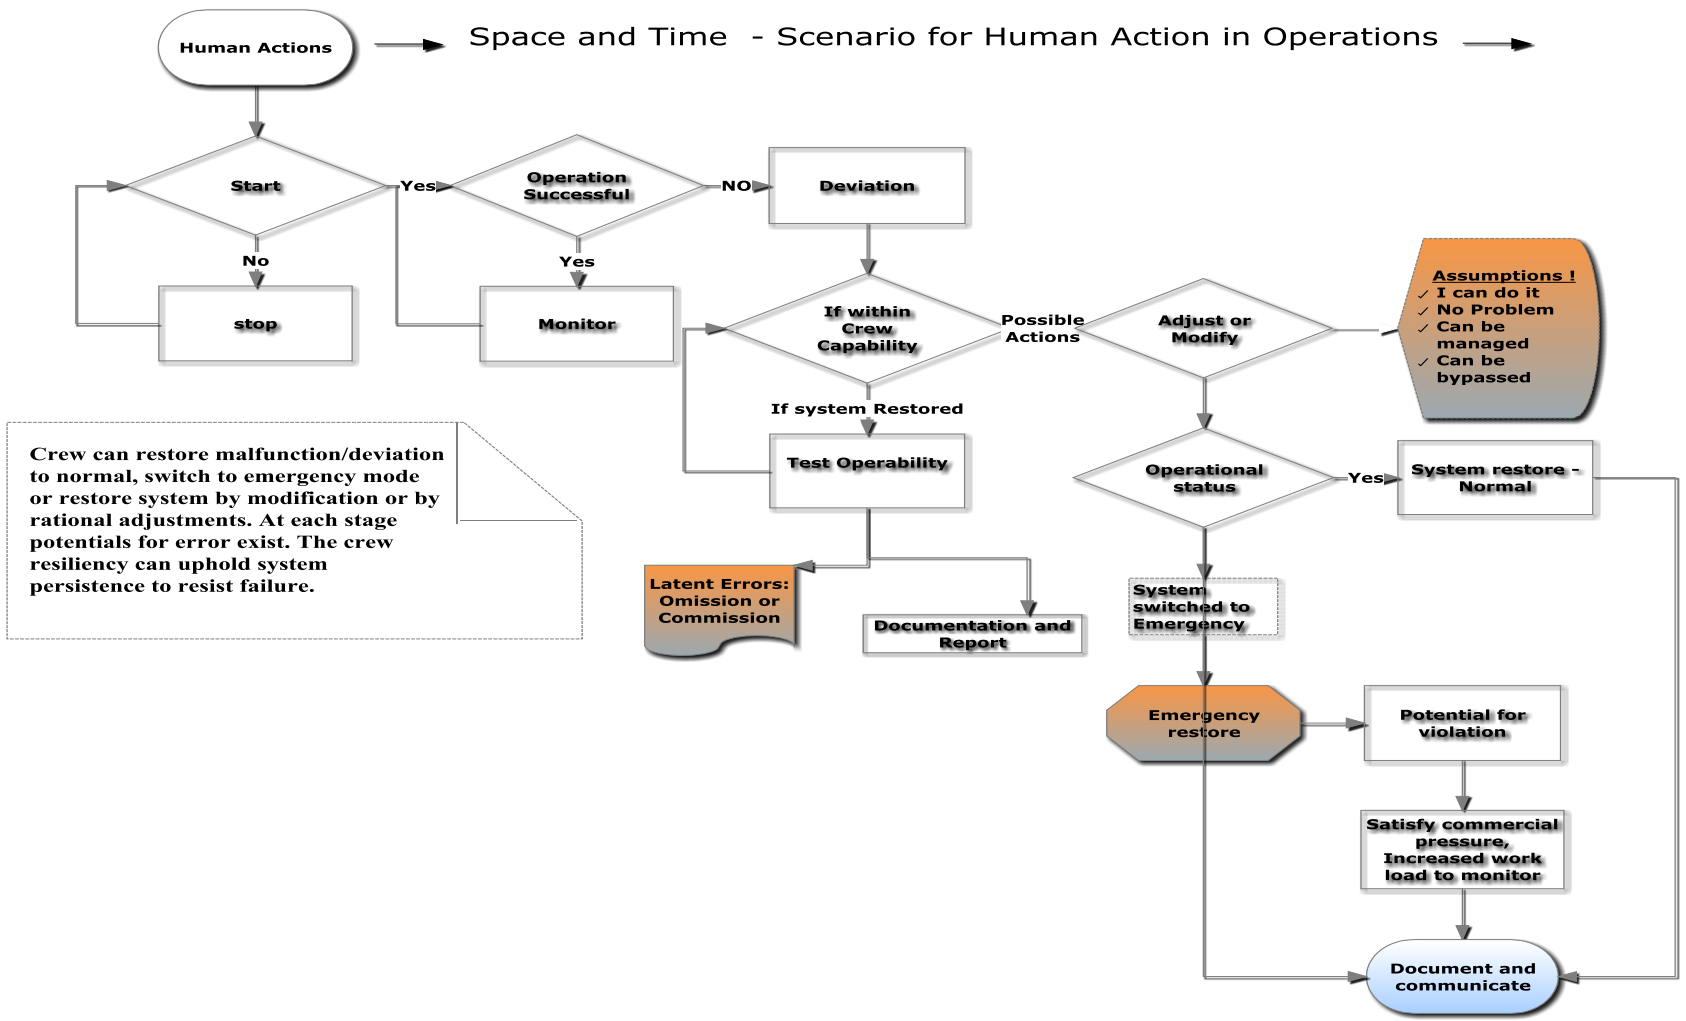 Human Actions
Space and Time - Scenario for Human Action in Operations
Start
Yes
Operation
Successful
NO
Deviation
No
Yes
stop
Monitor
If within
Crew
Capability
Possible
Actions
Adjust or
Modify
Assumptions !
✓ I can do it
✓ No Problem
✓ Can be
managed
✓ Can be
bypassed
If system Restored
Test Operability
Operational
status
Yes
System restore -
Normal
Crew can restore malfunction/deviation
to normal, switch to emergency mode
or restore system by modification or by
rational adjustments. At each stage
potentials for error exist. The crew
resiliency can uphold system
persistence to resist failure.
Latent Errors:
Omission or
Commission
Documentation and
Report
System
switched to
Emergency
Emergency
restore
Potential for
violation
Satisfy commercial
pressure,
Increased work
load to monitor
Document and
communicate